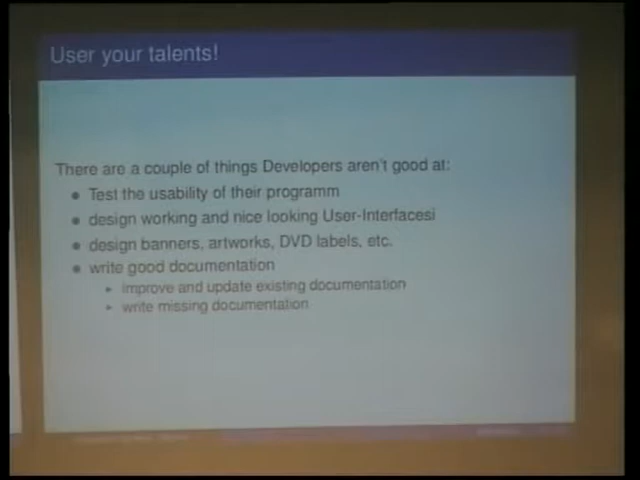 User your talents!
There are a couple of things Developers aren't good at:
Test the usability of their programm
design working and nice looking User-Interfacesi
design banners, artworks, DVD labels, etc.
write good documentation
improve and update existing documentation
write missing documentation